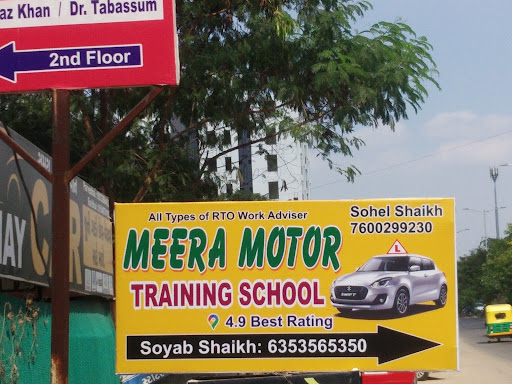 az Khan / Dr. Tabassum
2nd Floor
CAR
All Types of RTO Work Adviser
Sohel Shaikh
7600299230
MEERA MOTOR
L
TRAINING SCHOOL
4.9 Best Rating
Soyab Shaikh: 6353565350